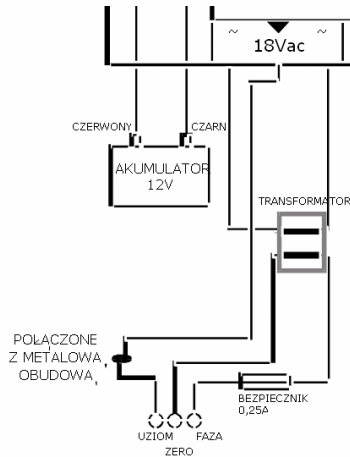 ~ ~
18Vac
CZERWONY CZARN
AKUMULATOR
12V
TRANSFORMATOR
POŁĄCZONE
Z METALOWĄ
OBUDOWĄ
BEZPIECZNIK
0,25A
UZIOM FAZA
ZERO